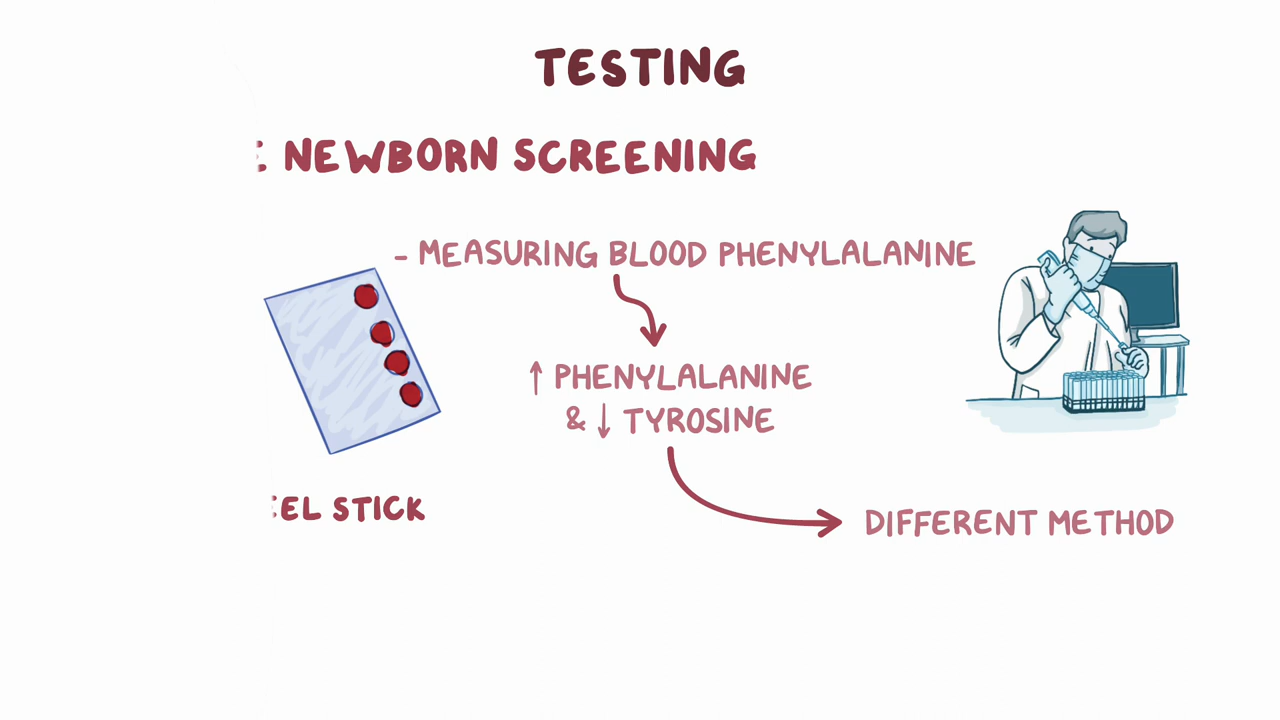 TESTING
NEWBORN SCREENING
- MEASURING BLOOD PHENYLALANINE
↑ PHENYLALANINE
& ↓ TYROSINE
EL STICK
DIFFERENT METHOD